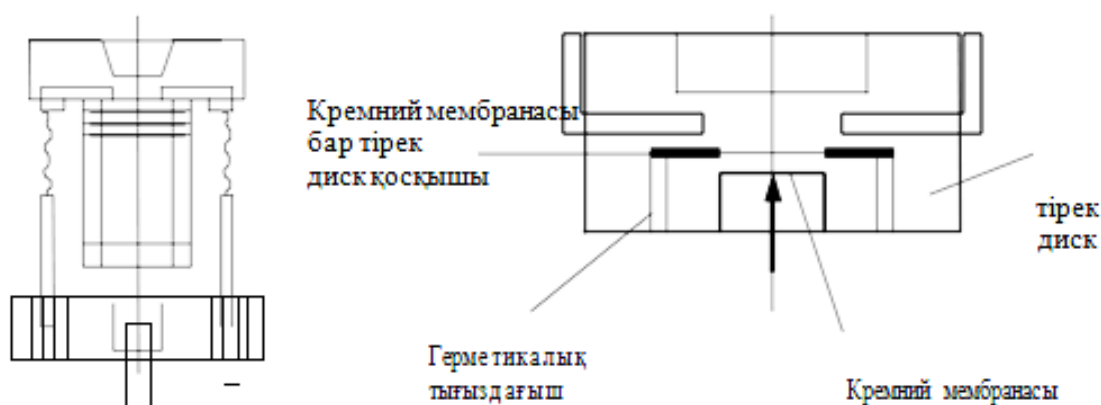 Кремний мембранасы
бар тірек
диск қосқышы
тірек
диск
Герметикалық
тығыздағыш
Кремний мембранасы